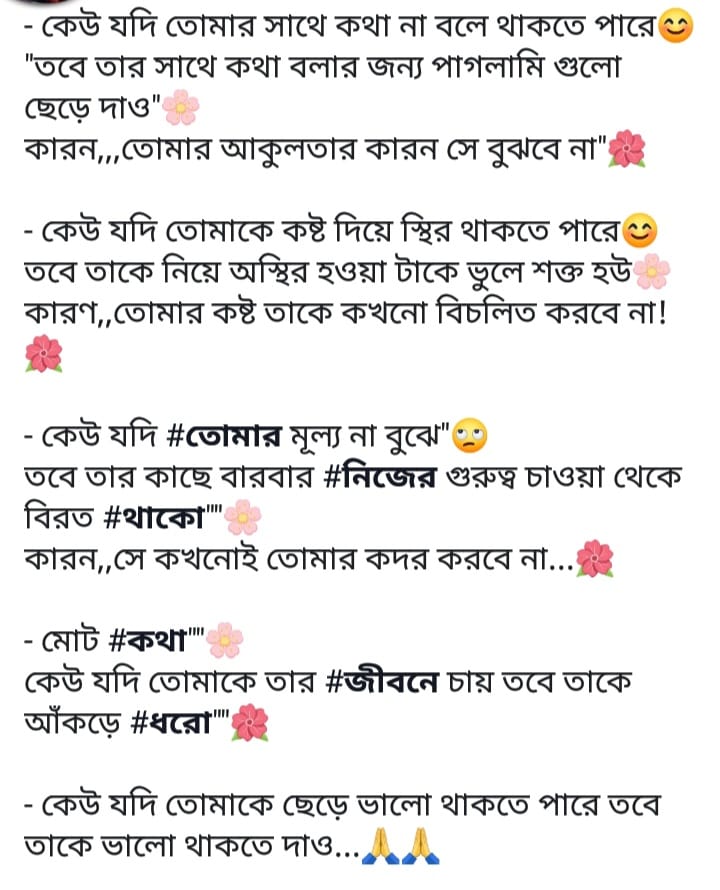 - কেউ যদি তোমার সাথে কথা না বলে থাকতে পারে😊
"তবে তার সাথে কথা বলার জন্য পাগলামি গুলো
ছেড়ে দাও"🌸
কারন,,,তোমার আকুলতার কারন সে বুঝবে না"🌺
- কেউ যদি তোমাকে কষ্ট দিয়ে স্থির থাকতে পারে😊
তবে তাকে নিয়ে অস্থির হওয়া টাকে ভুলে শক্ত হউ🌸
কারণ,,তোমার কষ্ট তাকে কখনো বিচলিত করবে না!
🌺
- কেউ যদি #তোমার মূল্য না বুঝে"🙄
তবে তার কাছে বারবার #নিজের গুরুত্ব চাওয়া থেকে
বিরত #থাকো""🌸
কারন,,সে কখনোই তোমার কদর করবে না...🌺
- মোট #কথা""🌸
কেউ যদি তোমাকে তার #জীবনে চায় তবে তাকে
আঁকড়ে #ধরো""🌺
- কেউ যদি তোমাকে ছেড়ে ভালো থাকতে পারে তবে
তাকে ভালো থাকতে দাও...🙏🙏